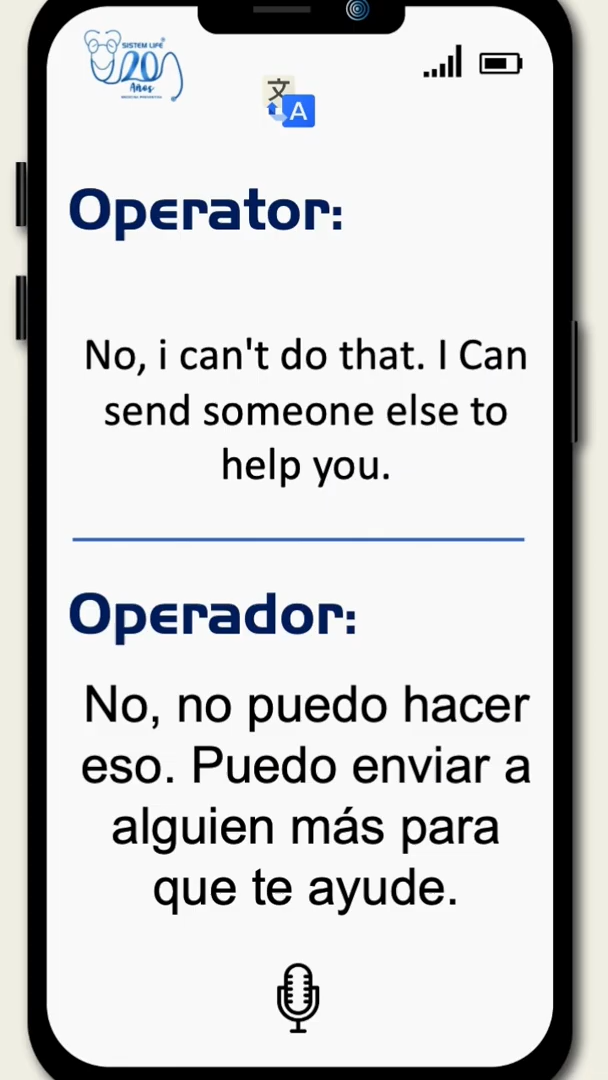 SISTEM LIFE
20
Años
文
A
Operator:
No, i can't do that. I Can
send someone else to
help you.
Operador:
No, no puedo hacer
eso. Puedo enviar a
alguien más para
que te ayude.